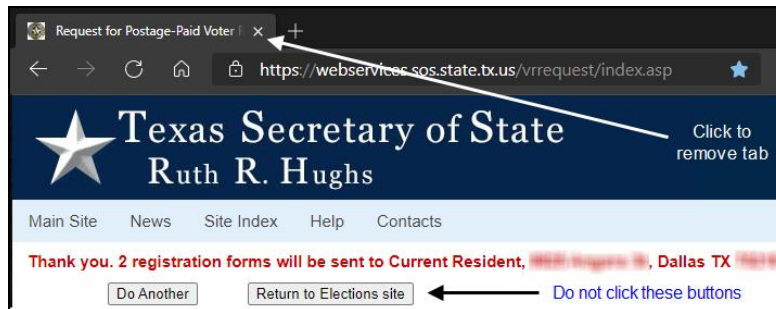 Request for Postage-Paid Voter
https://webservices.sos.state.tx.us/vrrequest/index.asp
Texas Secretary of State
Ruth R. Hughs
Click to
remove tab
Main Site News Site Index Help Contacts
Thank you. 2 registration forms will be sent to Current Resident, , Dallas TX
Do Another Return to Elections site Do not click these buttons